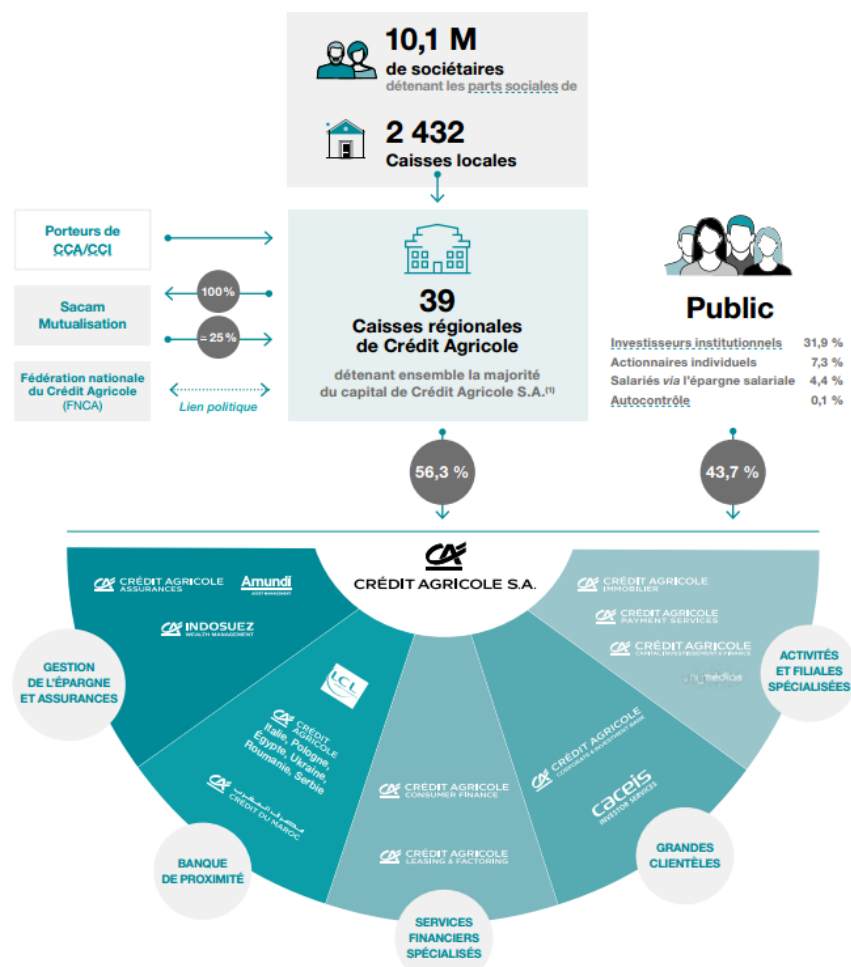 10,1 M
de sociétaires
détenant les parts sociales de
2 432
Caisses locales
Porteurs de
CCA/CCI
Sacam
Mutualisation
Fédération nationale
du Crédit Agricole
(FNCA)
100 %
≈ 25 %
Lien politique
39
Caisses régionales
de Crédit Agricole
détenant ensemble la majorité
du capital de Crédit Agricole S.A.(1)
Public
Investisseurs institutionnels 31,9 %
Actionnaires individuels 7,3 %
Salariés via l'épargne salariale 4,4 %
Autocontrôle 0,1 %
56,3 %
43,7 %
CRÉDIT AGRICOLE S.A.
GESTION
DE L'ÉPARGNE
ET ASSURANCES
CRÉDIT AGRICOLE
ASSURANCES
Amundi
ASSET MANAGEMENT
INDOSUEZ
WEALTH MANAGEMENT
BANQUE
DE PROXIMITÉ
LCL
CRÉDIT
AGRICOLE
Italie, Pologne,
Égypte, Ukraine,
Roumanie, Serbie
مصرف المغرب
CRÉDIT DU MAROC
SERVICES
FINANCIERS
SPÉCIALISÉS
CRÉDIT AGRICOLE
CONSUMER FINANCE
CRÉDIT AGRICOLE
LEASING & FACTORING
GRANDES
CLIENTÈLES
CRÉDIT AGRICOLE
CORPORATE & INVESTMENT BANK
caceis
INVESTOR SERVICES
ACTIVITÉS
ET FILIALES
SPÉCIALISÉES
CRÉDIT AGRICOLE
IMMOBILIER
CRÉDIT AGRICOLE
PAYMENT SERVICES
CRÉDIT AGRICOLE
CAPITAL INVESTISSEMENT & FINANCE